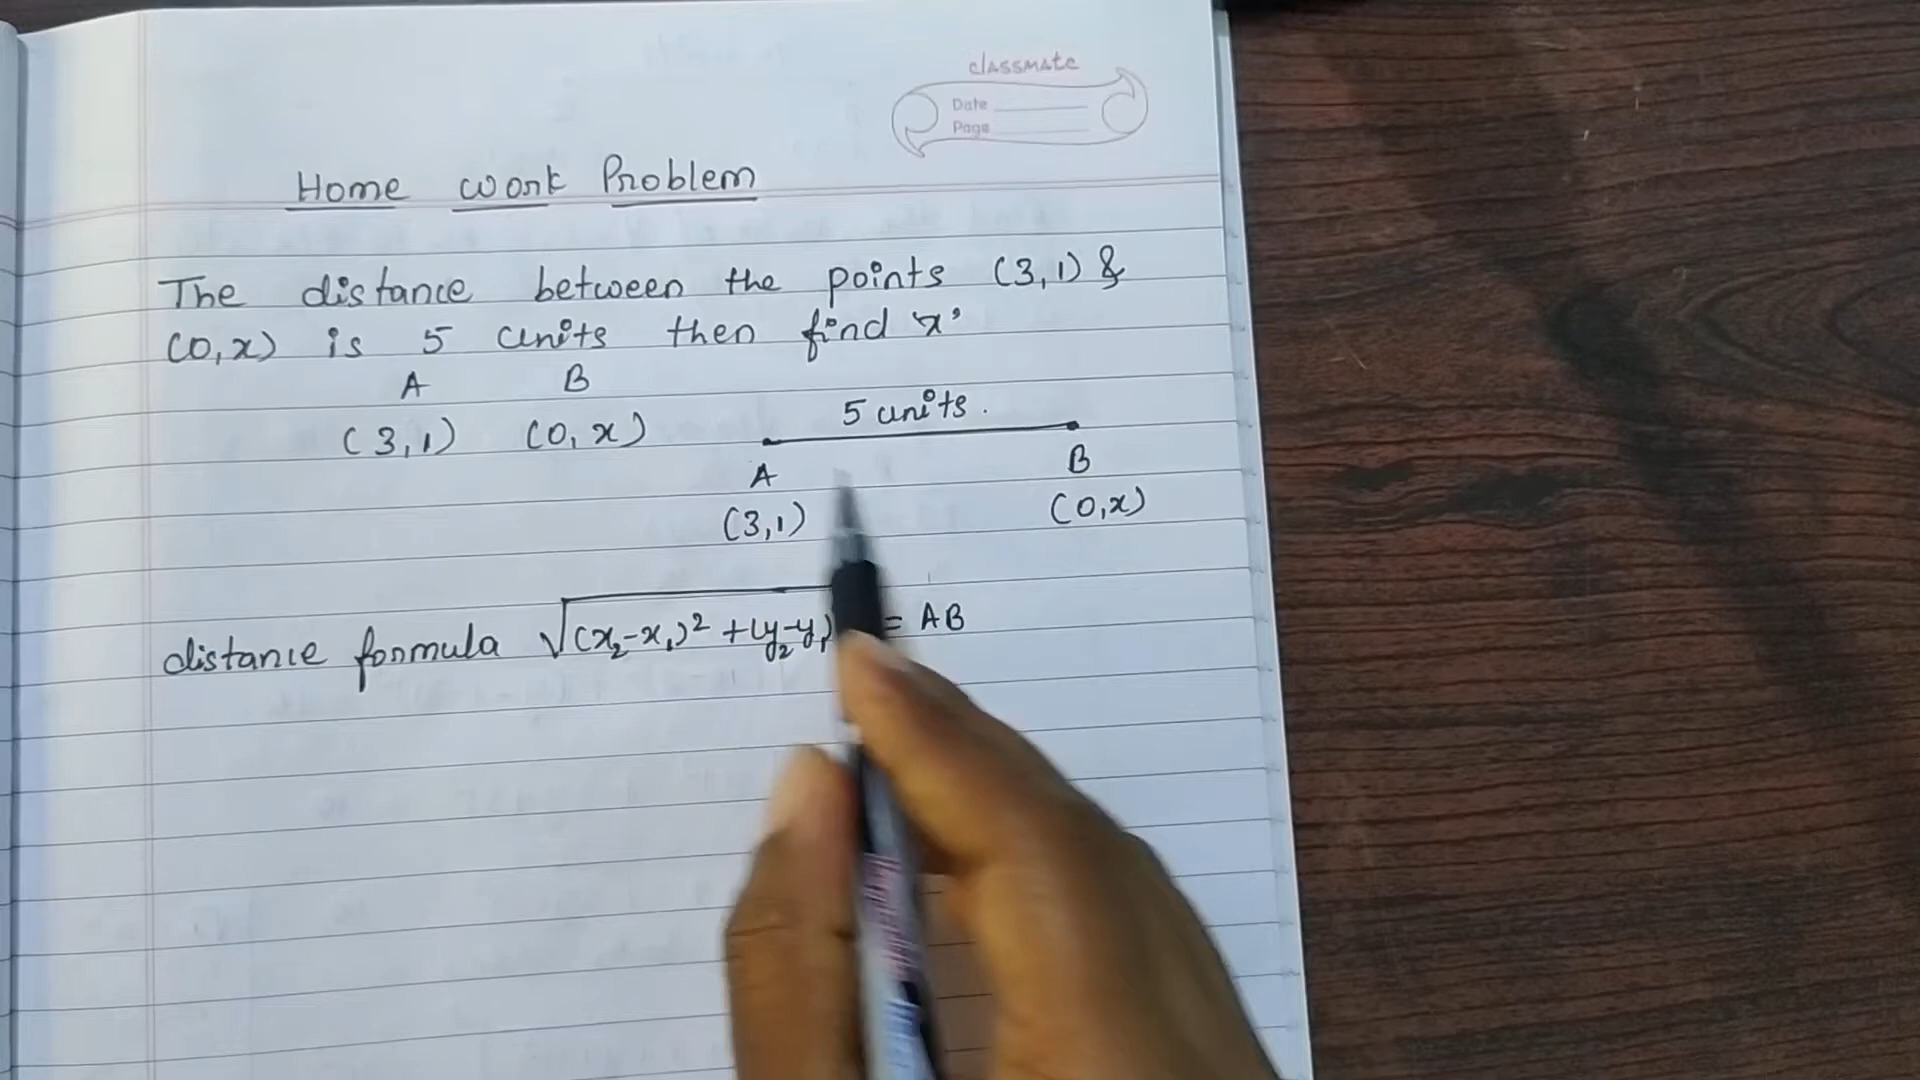 classmate
Date
Page
Home work Problem
The distance between the points (3,1) &
(0,x) is 5 units then find 'x'
A B
(3,1) (0,x)
5 units.
A B
(3,1) (0,x)
distance formula √(x₂-x₁)² + (y₂-y₁) = AB